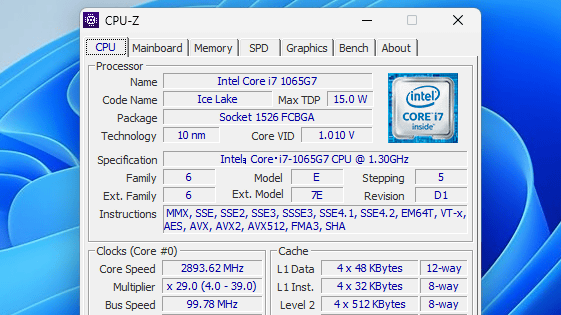 CPU-Z
CPU Mainboard Memory SPD Graphics Bench About
Processor
Name Intel Core i7 1065G7
Code Name Ice Lake Max TDP 15.0 W
Package Socket 1526 FCBGA
Technology 10 nm Core VID 1.010 V
intel
CORE i7
inside
Specification Intel® Core™ i7-1065G7 CPU @ 1.30GHz
Family 6 Model E Stepping 5
Ext. Family 6 Ext. Model 7E Revision D1
Instructions MMX, SSE, SSE2, SSE3, SSSE3, SSE4.1, SSE4.2, EM64T, VT-x,
AES, AVX, AVX2, AVX512, FMA3, SHA
Clocks (Core #0)
Core Speed 2893.62 MHz
Multiplier x 29.0 (4.0 - 39.0)
Bus Speed 99.78 MHz
Cache
L1 Data 4 x 48 KBytes 12-way
L1 Inst. 4 x 32 KBytes 8-way
Level 2 4 x 512 KBytes 8-way